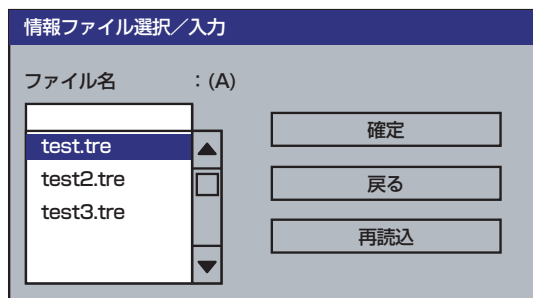 情報ファイル選択／入力
ファイル名　：(A)
test.tre
test2.tre
test3.tre
確定
戻る
再読込